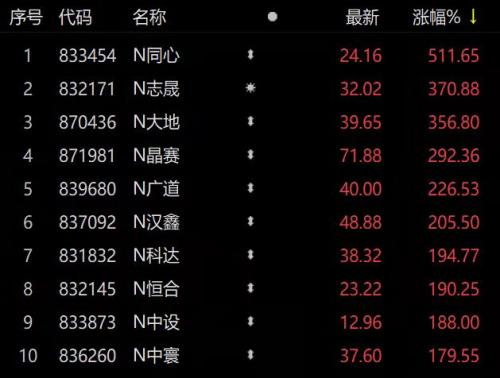 序号 代码 名称 最新 涨幅% ↓
1 833454 N同心 24.16 511.65
2 832171 N志晟 32.02 370.88
3 870436 N大地 39.65 356.80
4 871981 N晶赛 71.88 292.36
5 839680 N广道 40.00 226.53
6 837092 N汉鑫 48.88 205.50
7 831832 N科达 38.32 194.77
8 832145 N恒合 23.22 190.25
9 833873 N中设 12.96 188.00
10 836260 N中寰 37.60 179.55